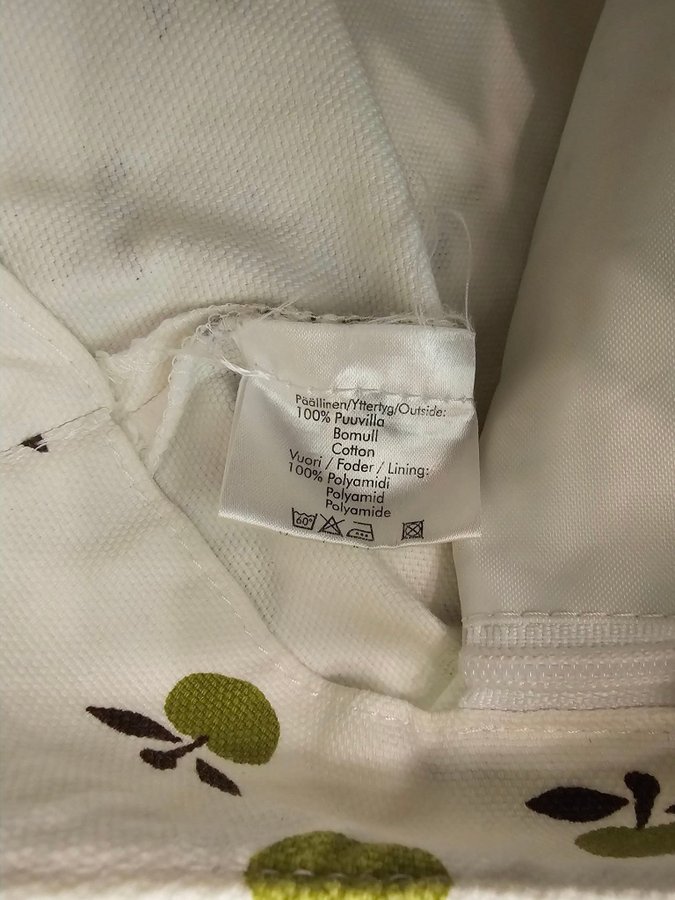 Päällinen/Yttertyg/Outside:
100% Puuvilla
Bomull
Cotton
Vuori / Foder / Lining:
100% Polyamidi
Polyamid
Polyamide
60°